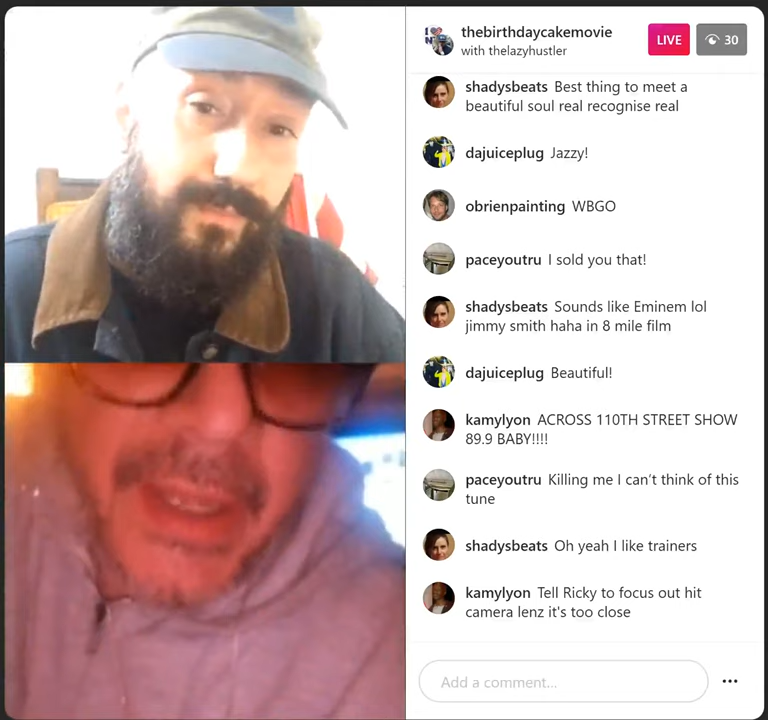 thebirthdaycakemovie
with thelazyhustler
LIVE
30
shadysbeats Best thing to meet a
beautiful soul real recognise real
dajuiceplug Jazzy!
obrienpainting WBGO
paceyoutru I sold you that!
shadysbeats Sounds like Eminem lol
jimmy smith haha in 8 mile film
dajuiceplug Beautiful!
kamylyon ACROSS 110TH STREET SHOW
89.9 BABY!!!!
paceyoutru Killing me I can't think of this
tune
shadysbeats Oh yeah I like trainers
kamylyon Tell Ricky to focus out hit
camera lenz it's too close
Add a comment...